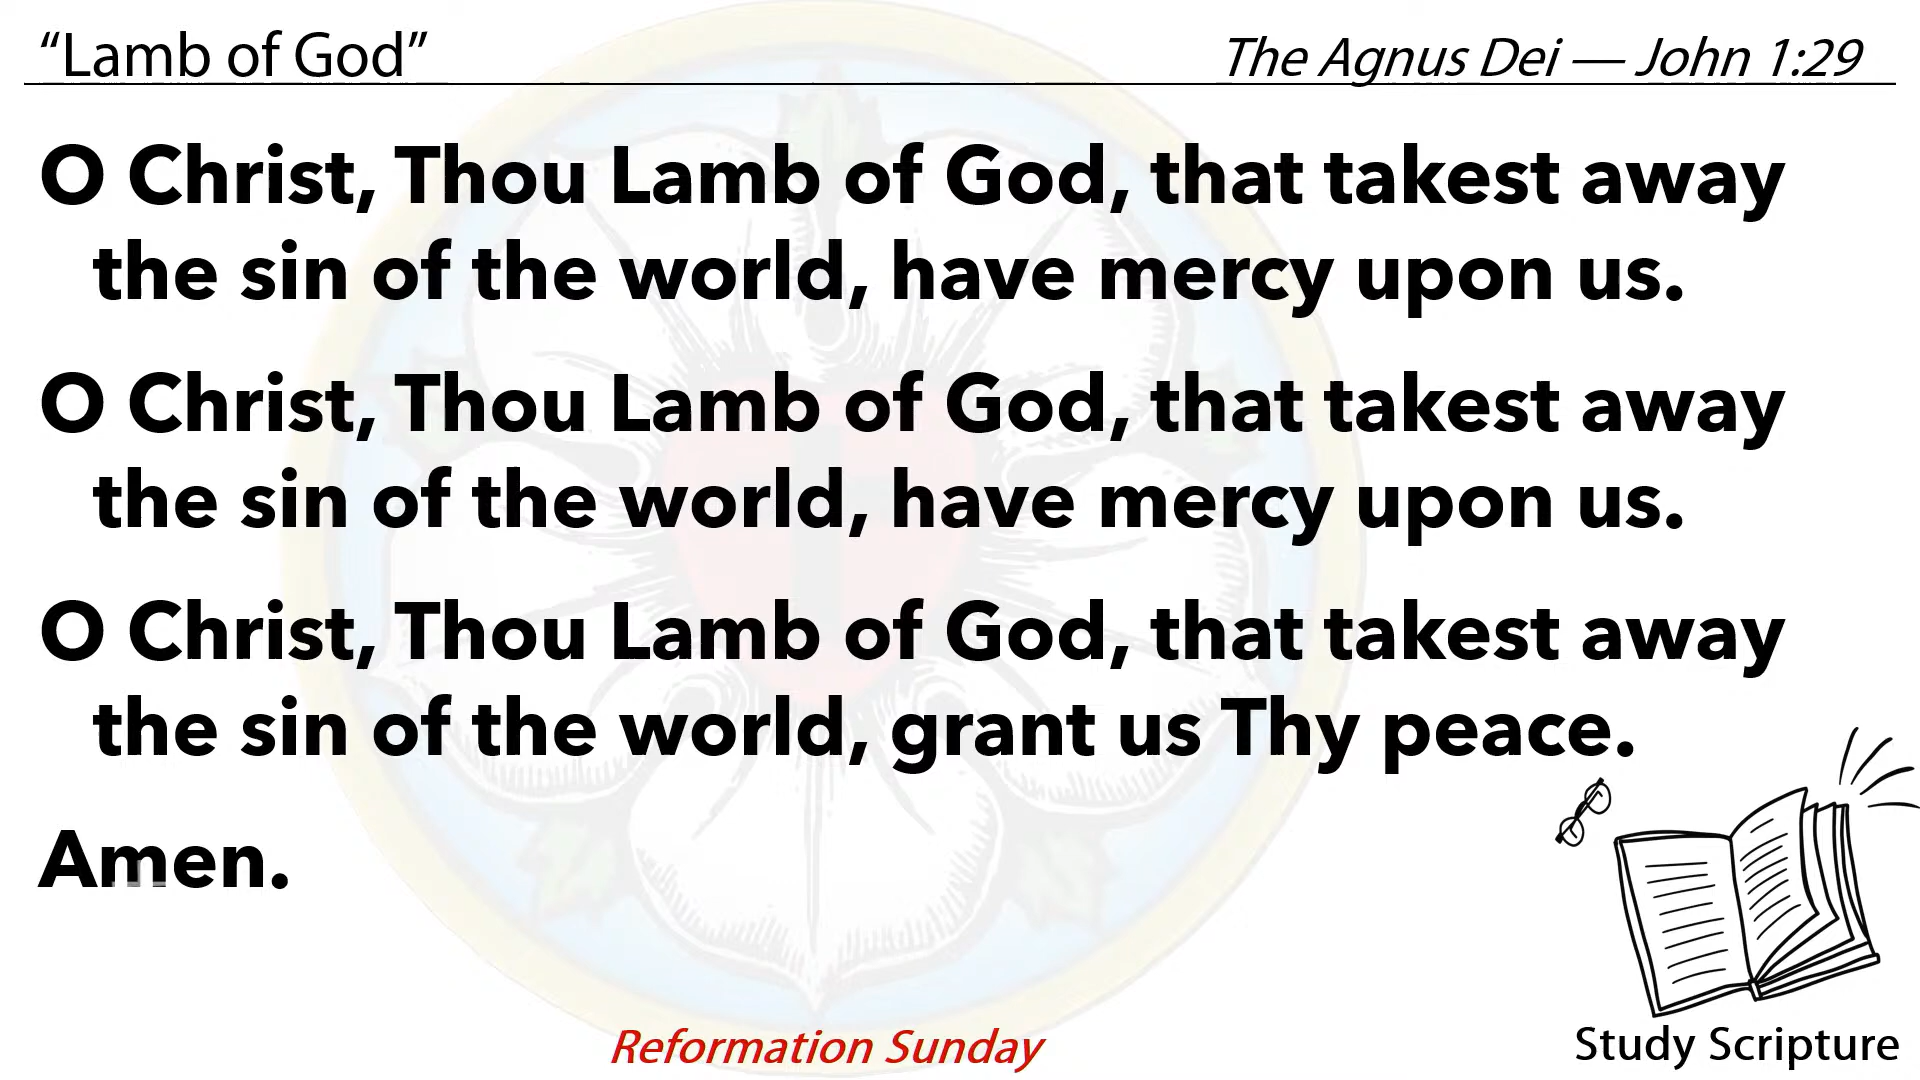 “Lamb of God”
The Agnus Dei — John 1:29
O Christ, Thou Lamb of God, that takest away
the sin of the world, have mercy upon us.
O Christ, Thou Lamb of God, that takest away
the sin of the world, have mercy upon us.
O Christ, Thou Lamb of God, that takest away
the sin of the world, grant us Thy peace.
Amen.
Reformation Sunday
Study Scripture